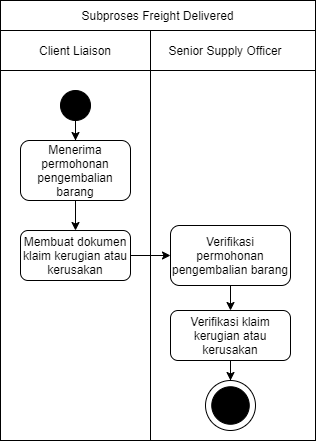 Subproses Freight Delivered
Client Liaison
Senior Supply Officer
Menerima
permohonan
pengembalian
barang
Membuat dokumen
klaim kerugian atau
kerusakan
Verifikasi
permohonan
pengembalian barang
Verifikasi klaim
kerugian atau
kerusakan